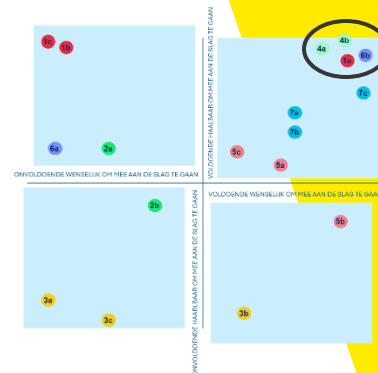 1c
1b
4b
4a
6b
1a
7c
7a
7b
6a
2a
5c
5a
VOLDOENDE HAALBAAR OM MEE AAN DE SLAG TE GAAN
ONVOLDOENDE WENSELIJK OM MEE AAN DE SLAG TE GAAN
VOLDOENDE WENSELIJK OM MEE AAN DE SLAG TE GAA
ONVOLDOENDE HAARLBAAR OM MEE AAN DE SLAG TE GAAN
2b
5b
3a
3c
3b